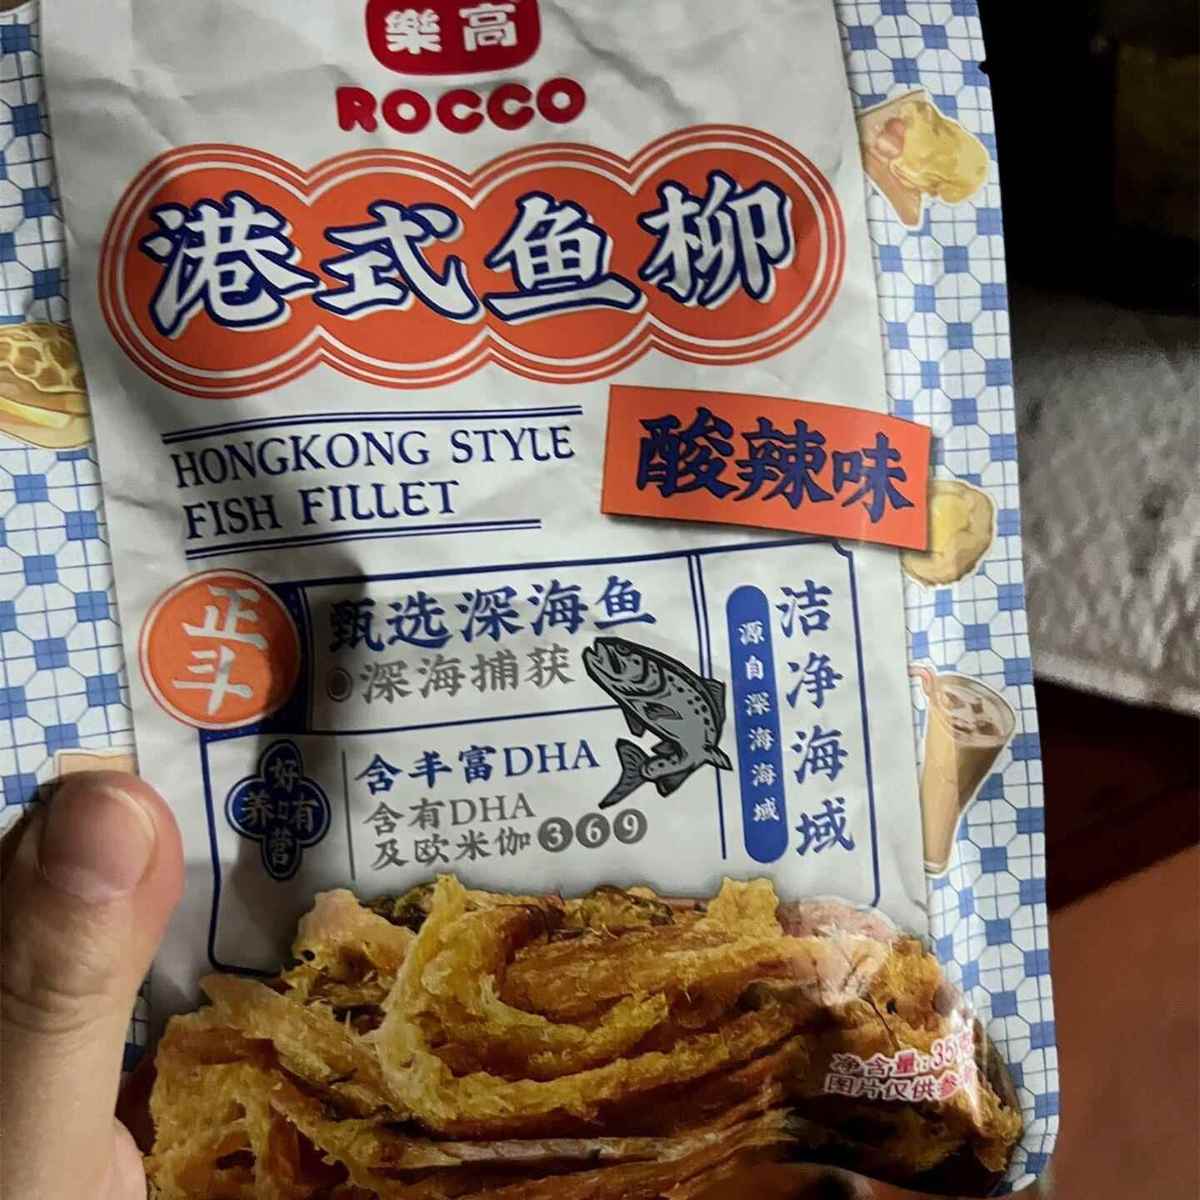 樂高
ROCCO
港式鱼柳
HONGKONG STYLE
FISH FILLET
酸辣味
正斗
甄选深海鱼
深海捕获
洁净海域
源自深海海域
好哺有营养
含丰富DHA
含有DHA
及欧米伽369
净含量:35
图片仅供参